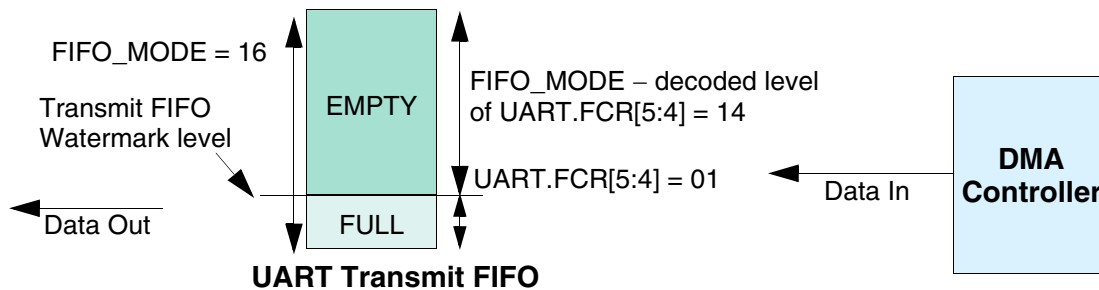 FIFO_MODE = 16
Transmit FIFO
Watermark level
EMPTY
FIFO_MODE – decoded level
of UART.FCR[5:4] = 14
UART.FCR[5:4] = 01
DMA
Controller
Data In
Data Out
FULL
UART Transmit FIFO